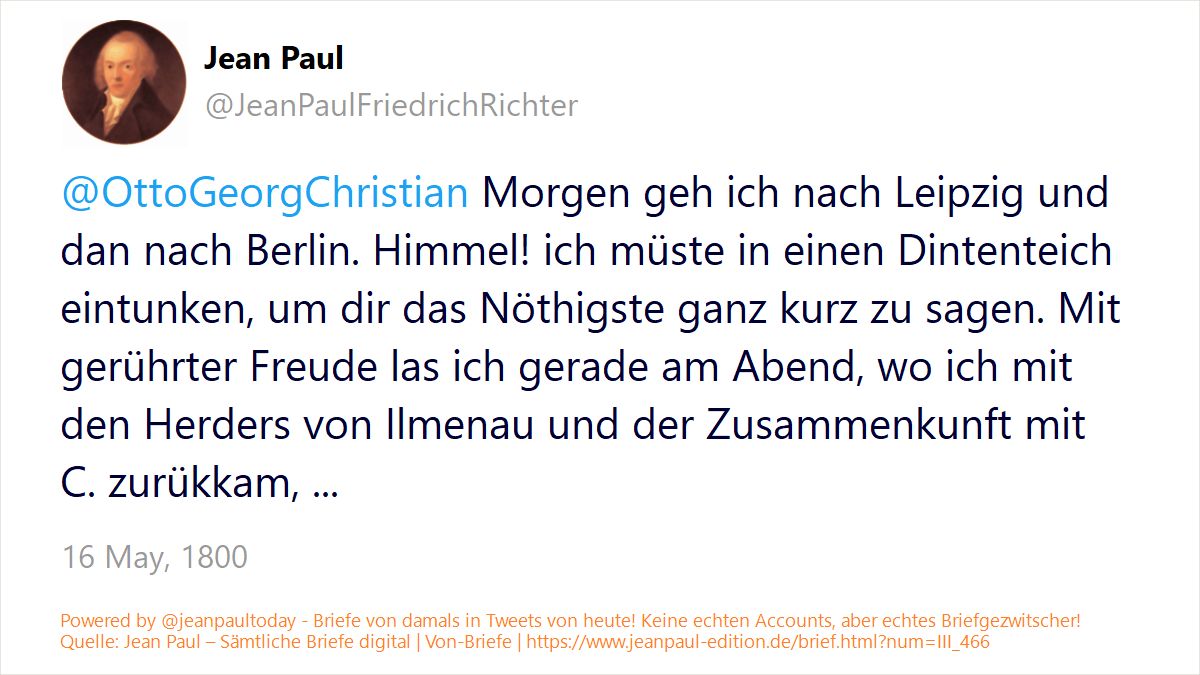 Jean Paul
@JeanPaulFriedrichRichter
@OttoGeorgChristian Morgen geh ich nach Leipzig und
dan nach Berlin. Himmel! ich müste in einen Dintenteich
eintunken, um dir das Nöthigste ganz kurz zu sagen. Mit
gerührter Freude las ich gerade am Abend, wo ich mit
den Herders von Ilmenau und der Zusammenkunft mit
C. zurükkam, ...
16 May, 1800
Powered by @jeanpaultoday - Briefe von damals in Tweets von heute! Keine echten Accounts, aber echtes Briefgezwitscher!
Quelle: Jean Paul – Sämtliche Briefe digital | Von-Briefe | https://www.jeanpaul-edition.de/brief.html?num=III_466